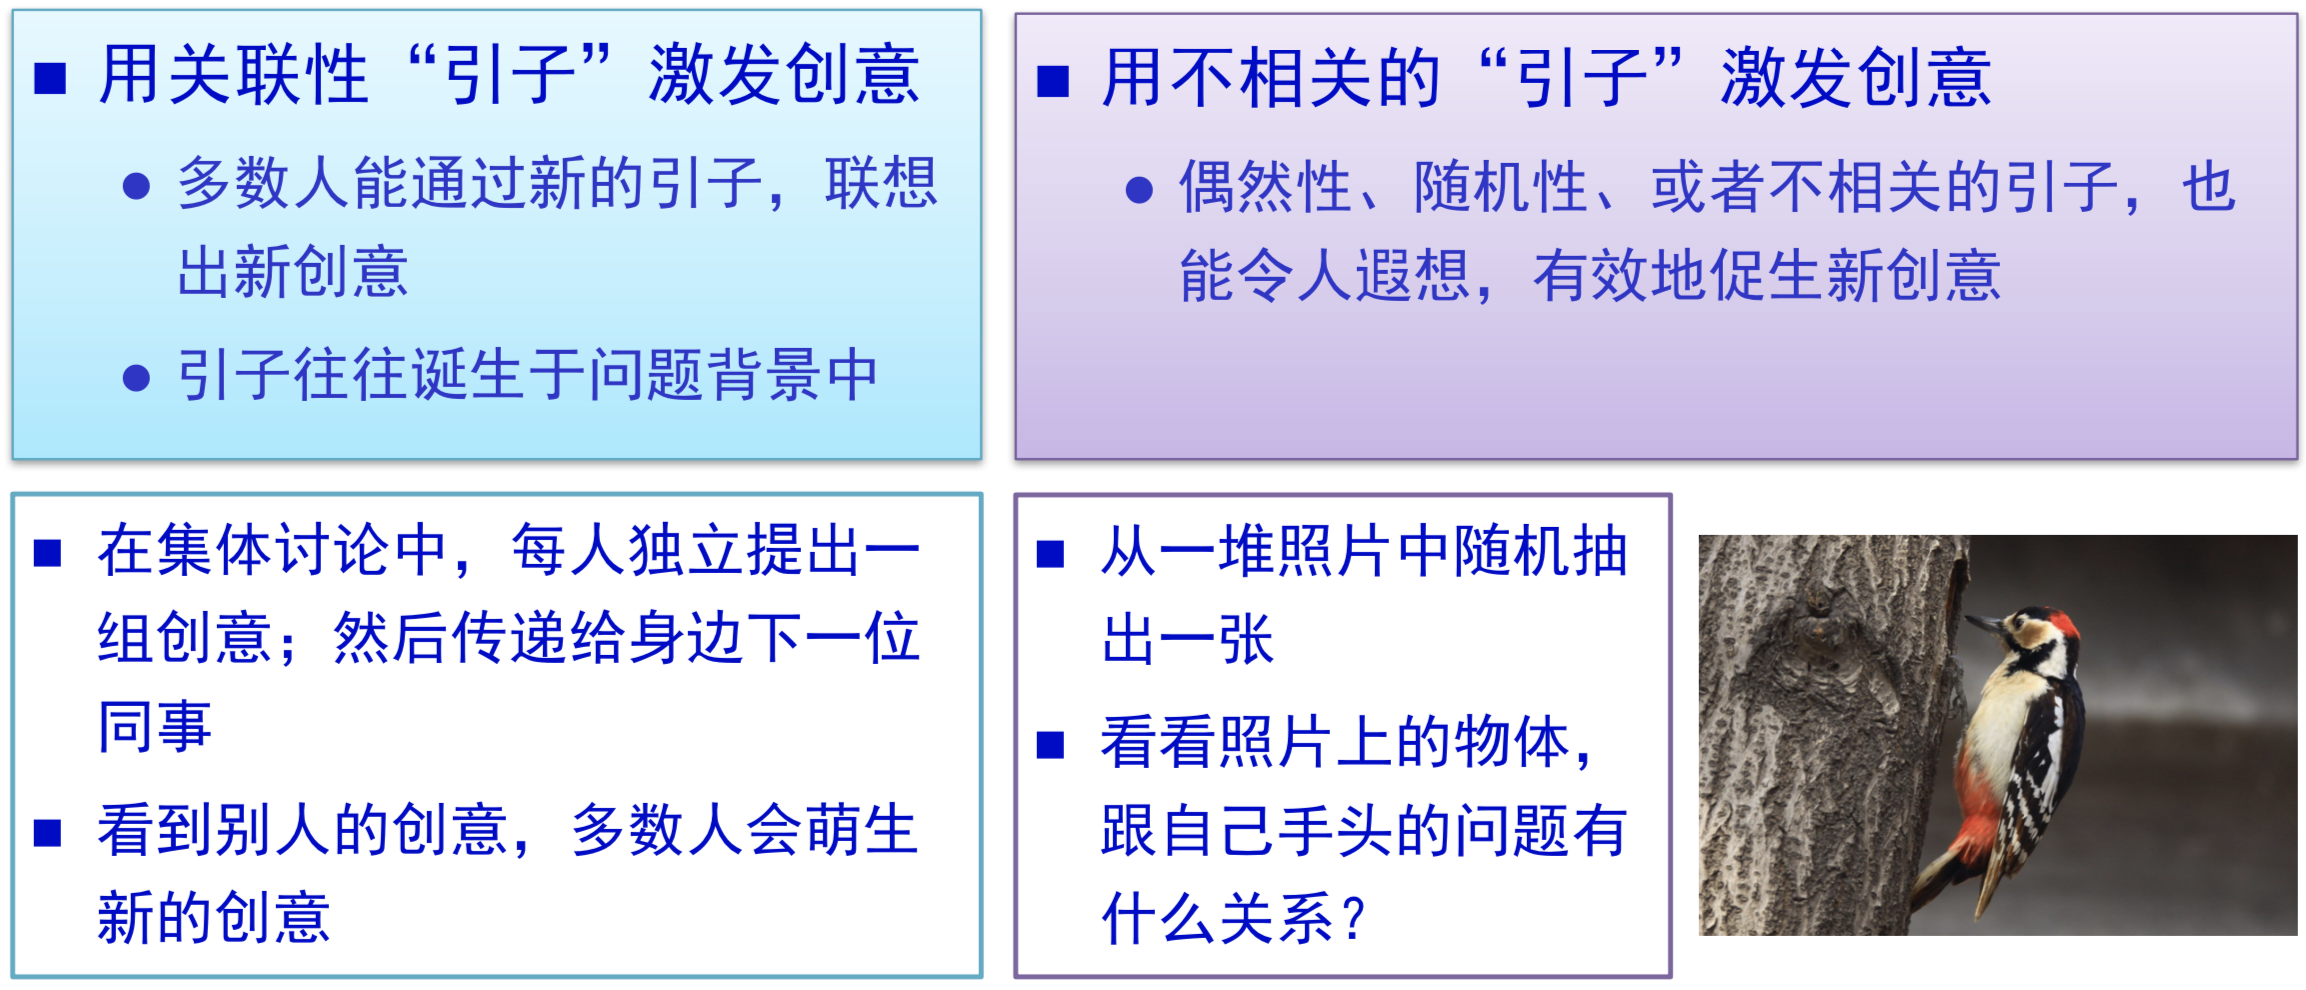 ■ 用关联性“引子”激发创意
● 多数人能通过新的引子，联想
出新创意
● 引子往往诞生于问题背景中
■ 用不相关的“引子”激发创意
● 偶然性、随机性、或者不相关的引子，也
能令人遐想，有效地促生新创意
■ 在集体讨论中，每人独立提出一
组创意；然后传递给身边下一位
同事
■ 看到别人的创意，多数人会萌生
新的创意
■ 从一堆照片中随机抽
出一张
■ 看看照片上的物体，
跟自己手头的问题有
什么关系？